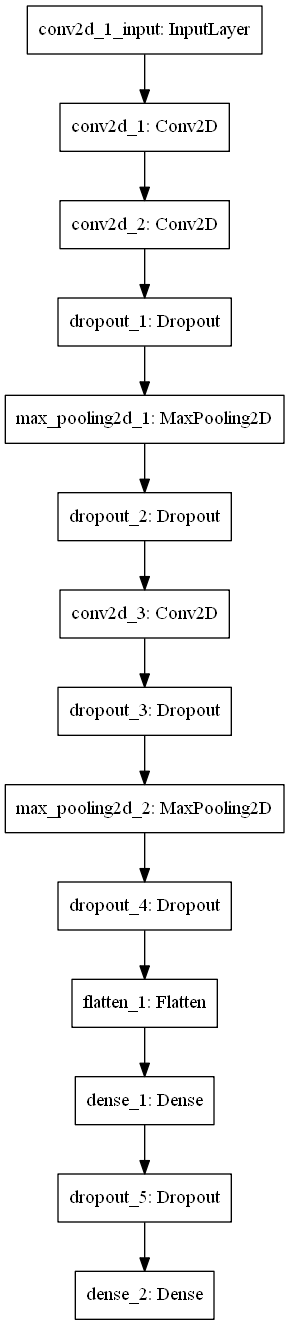 conv2d_1_input: InputLayer
conv2d_1: Conv2D
conv2d_2: Conv2D
dropout_1: Dropout
max_pooling2d_1: MaxPooling2D
dropout_2: Dropout
conv2d_3: Conv2D
dropout_3: Dropout
max_pooling2d_2: MaxPooling2D
dropout_4: Dropout
flatten_1: Flatten
dense_1: Dense
dropout_5: Dropout
dense_2: Dense